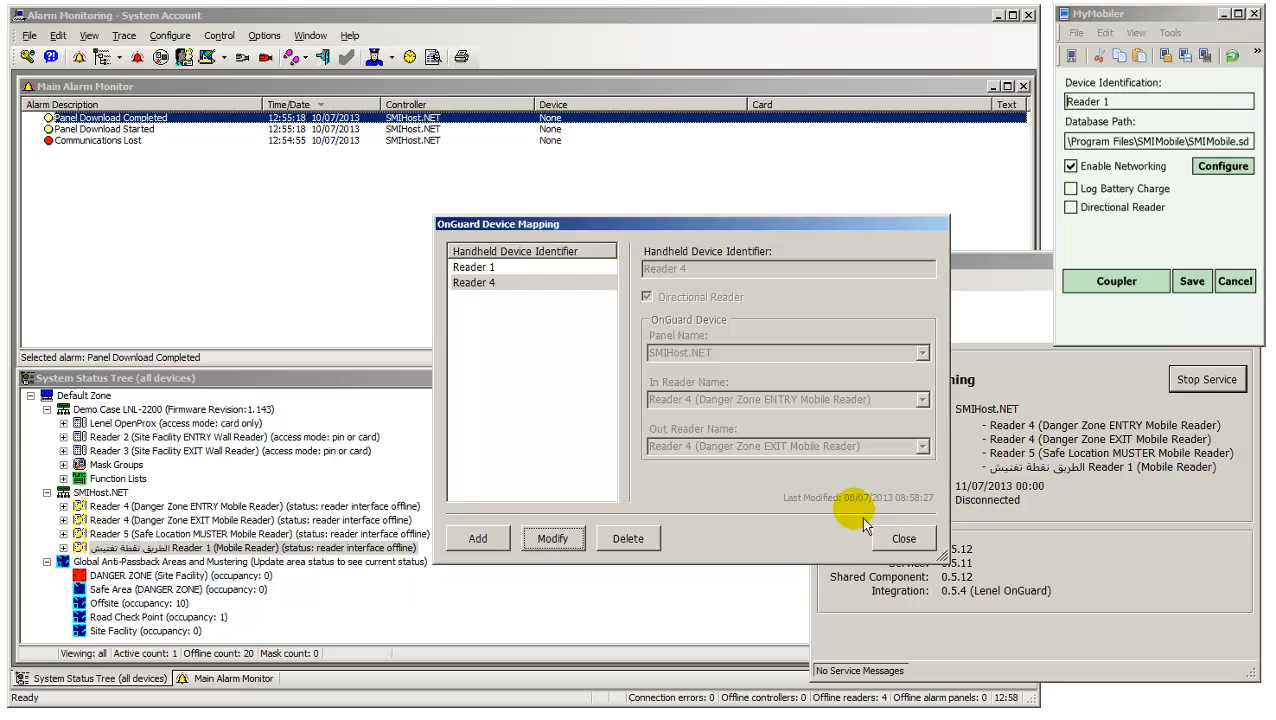 Alarm Monitoring - System Account
File Edit View Trace Configure Control Options Window Help
Main Alarm Monitor
Alarm Description Time/Date Controller Device Card Text
Panel Download Completed 12:55:18 10/07/2013 SMIHost.NET None
Panel Download Started 12:55:18 10/07/2013 SMIHost.NET None
Communications Lost 12:54:55 10/07/2013 SMIHost.NET None
Selected alarm: Panel Download Completed
System Status Tree (all devices)
Default Zone
Demo Case LNL-2200 (Firmware Revision:1.143)
Lenel OpenProx (access mode: card only)
Reader 2 (Site Facility ENTRY Wall Reader) (access mode: pin or card)
Reader 3 (Site Facility EXIT Wall Reader) (access mode: pin or card)
Mask Groups
Function Lists
SMIHost.NET
Reader 4 (Danger Zone ENTRY Mobile Reader) (status: reader interface offline)
Reader 4 (Danger Zone EXIT Mobile Reader) (status: reader interface offline)
Reader 5 (Safe Location MUSTER Mobile Reader) (status: reader interface offline)
الطريق نقطة تفتيش Reader 1 (Mobile Reader) (status: reader interface offline)
Global Anti-Passback Areas and Mustering (Update area status to see current status)
DANGER ZONE (Site Facility) (occupancy: 0)
Safe Area (DANGER ZONE) (occupancy: 0)
Offsite (occupancy: 10)
Road Check Point (occupancy: 1)
Site Facility (occupancy: 0)
Viewing: all Active count: 1 Offline count: 20 Mask count: 0
System Status Tree (all devices) Main Alarm Monitor
Ready Connection errors: 0 Offline controllers: 0 Offline readers: 4 Offline alarm panels: 0 12:58
OnGuard Device Mapping
Handheld Device Identifier
Reader 1
Reader 4
Handheld Device Identifier:
Reader 4
Directional Reader
OnGuard Device
Panel Name:
SMIHost.NET
In Reader Name:
Reader 4 (Danger Zone ENTRY Mobile Reader)
Out Reader Name:
Reader 4 (Danger Zone EXIT Mobile Reader)
Last Modified: 08/07/2013 08:58:27
Add Modify Delete Close
MyMobiler
File Edit View Tools
Device Identification:
Reader 1
Database Path:
\Program Files\SMIMobile\SMIMobile.sd
Enable Networking Configure
Log Battery Charge
Directional Reader
Coupler Save Cancel
ning Stop Service
SMIHost.NET
- Reader 4 (Danger Zone ENTRY Mobile Reader)
- Reader 4 (Danger Zone EXIT Mobile Reader)
- Reader 5 (Safe Location MUSTER Mobile Reader)
- الطريق نقطة تفتيش Reader 1 (Mobile Reader)
11/07/2013 00:00
Disconnected
.5.12
0.5.11
Shared Component: 0.5.12
Integration: 0.5.4 (Lenel OnGuard)
No Service Messages